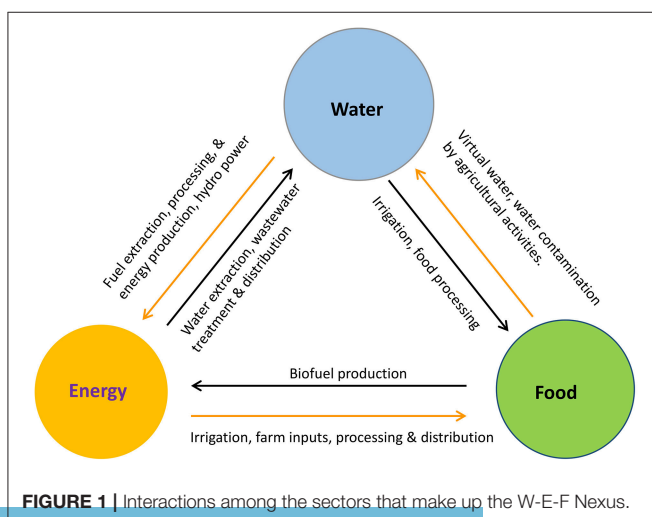 Water
Fuel extraction, processing, &
energy production, hydro power
Water extraction, wastewater
treatment & distribution
Irrigation, food processing
Virtual water, water contamination
by agricultural activities.
Energy
Biofuel production
Food
Irrigation, farm inputs, processing & distribution
FIGURE 1 | Interactions among the sectors that make up the W-E-F Nexus.